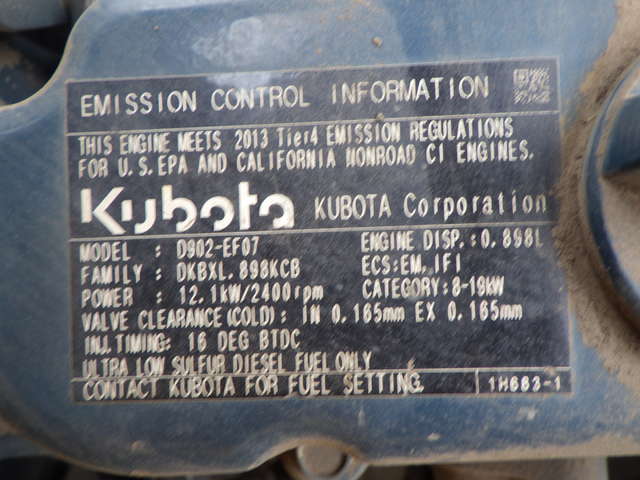 EMISSION CONTROL INFORMATION
THIS ENGINE MEETS 2013 Tier4 EMISSION REGULATIONS
FOR U.S.EPA AND CALIFORNIA NONROAD CI ENGINES.
Kubota KUBOTA Corporation
MODEL : D902-EF07 ENGINE DISP.:0.898L
FAMILY : DKBXL.898KCB ECS:EM,IFI
POWER : 12.1kW/2400rpm CATEGORY:8-19kW
VALVE CLEARANCE(COLD): IN 0.165mm EX 0.165mm
INJ.TIMING: 16 DEG BTDC
ULTRA LOW SULFUR DIESEL FUEL ONLY
CONTACT KUBOTA FOR FUEL SETTING. 1H663-1